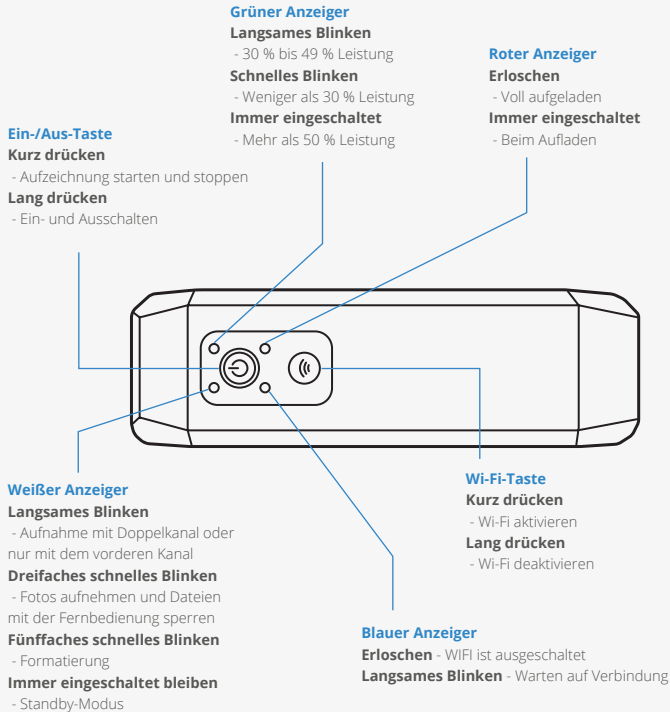 Grüner Anzeiger
Langsames Blinken
- 30 % bis 49 % Leistung
Schnelles Blinken
- Weniger als 30 % Leistung
Immer eingeschaltet
- Mehr als 50 % Leistung
Roter Anzeiger
Erloschen
- Voll aufgeladen
Immer eingeschaltet
- Beim Aufladen
Ein-/Aus-Taste
Kurz drücken
- Aufzeichnung starten und stoppen
Lang drücken
- Ein- und Ausschalten
Weißer Anzeiger
Langsames Blinken
- Aufnahme mit Doppelkanal oder
nur mit dem vorderen Kanal
Dreifaches schnelles Blinken
- Fotos aufnehmen und Dateien
mit der Fernbedienung sperren
Fünffaches schnelles Blinken
- Formatierung
Immer eingeschaltet bleiben
- Standby-Modus
Wi-Fi-Taste
Kurz drücken
- Wi-Fi aktivieren
Lang drücken
- Wi-Fi deaktivieren
Blauer Anzeiger
Erloschen - WIFI ist ausgeschaltet
Langsames Blinken - Warten auf Verbindung